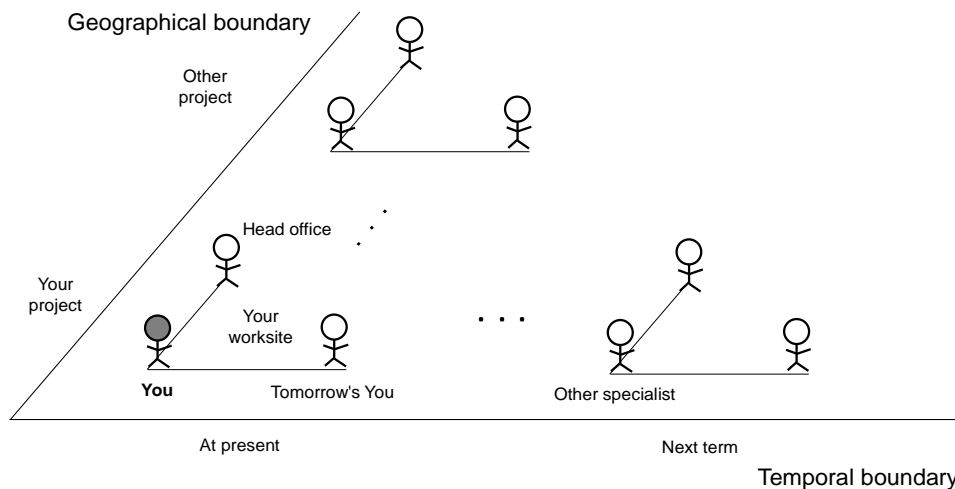 Geographical boundary
Other
project
Head office
Your
project
Your
worksite
You
Tomorrow's You
Other specialist
At present
Next term
Temporal boundary